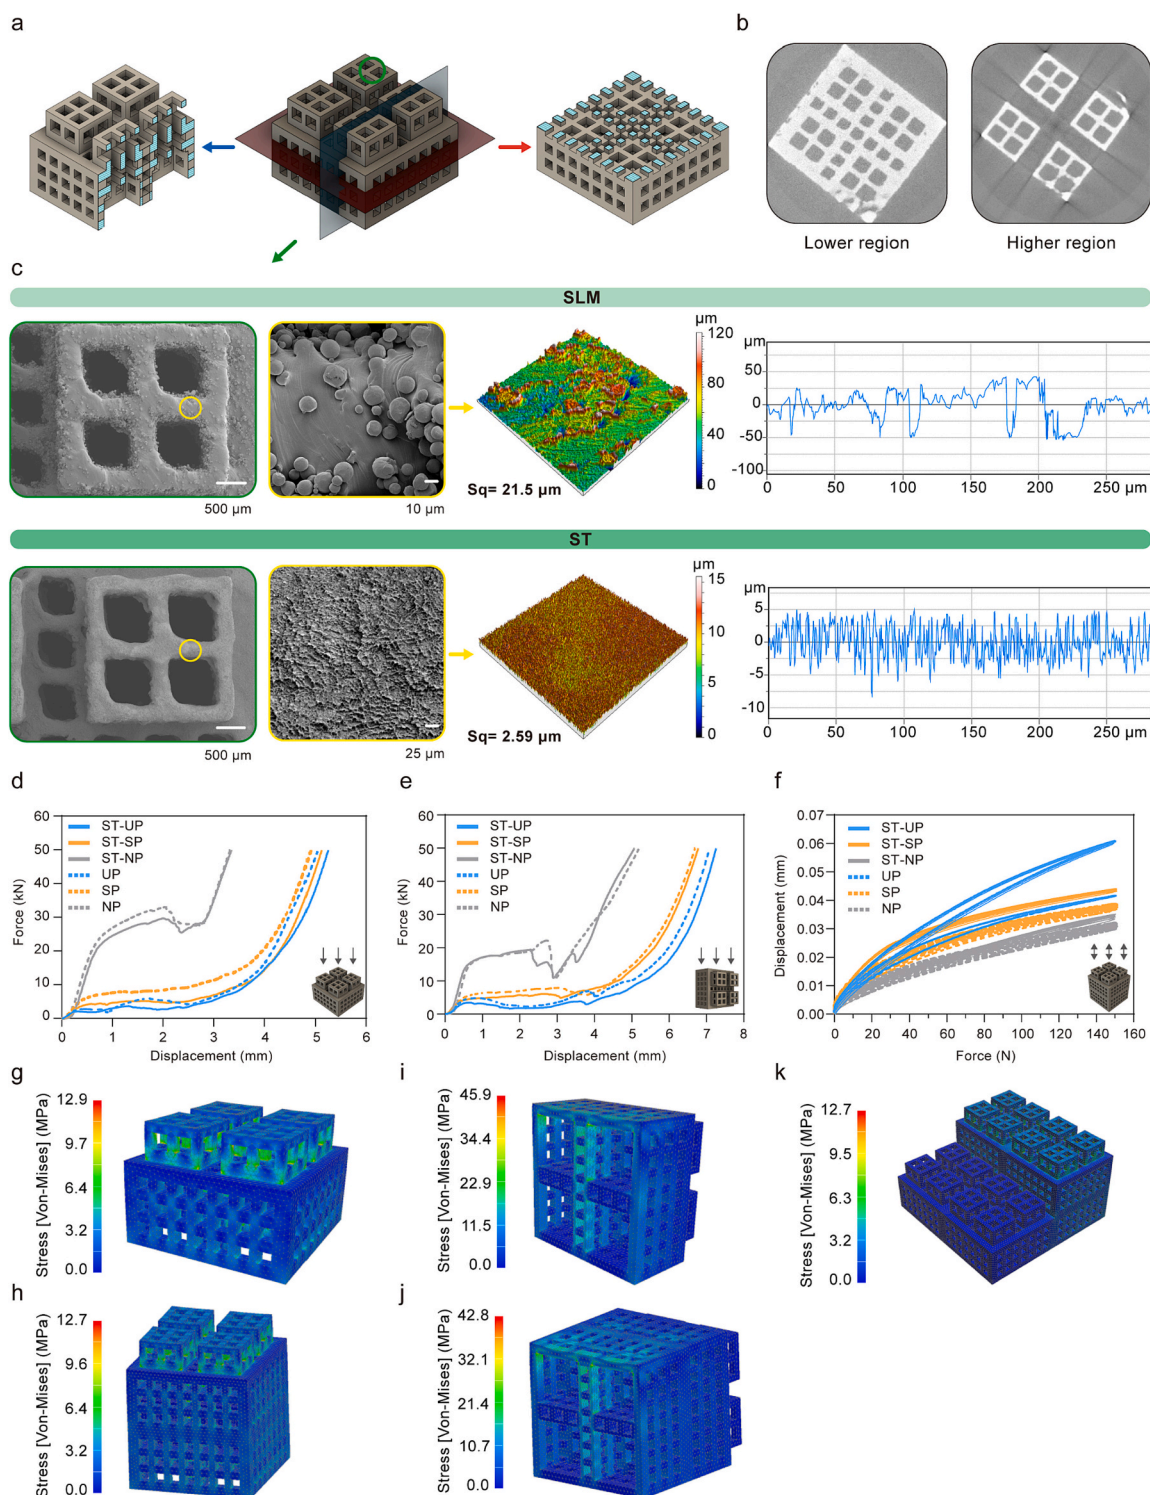 a
b
Lower region
Higher region
c
SLM
500 µm
10 µm
Sq= 21.5 µm
µm
120
80
40
0
µm
50
0
-50
-100
0
50
100
150
200
250 µm
ST
500 µm
25 µm
Sq= 2.59 µm
µm
15
10
5
0
µm
5
0
-5
-10
0
50
100
150
200
250 µm
d
Force (kN)
60
50
40
30
20
10
0
ST-UP
ST-SP
ST-NP
UP
SP
NP
0 1 2 3 4 5 6
Displacement (mm)
e
Force (kN)
60
50
40
30
20
10
0
ST-UP
ST-SP
ST-NP
UP
SP
NP
0 1 2 3 4 5 6 7 8
Displacement (mm)
f
Displacement (mm)
0.07
0.06
0.05
0.04
0.03
0.02
0.01
0.00
ST-UP
ST-SP
ST-NP
UP
SP
NP
0 20 40 60 80 100 120 140 160
Force (N)
g
Stress [Von-Mises] (MPa)
12.9
9.7
6.4
3.2
0.0
i
Stress [Von-Mises] (MPa)
45.9
34.4
22.9
11.5
0.0
k
Stress [Von-Mises] (MPa)
12.7
9.5
6.3
3.2
0.0
h
Stress [Von-Mises] (MPa)
12.7
9.6
6.4
3.2
0.0
j
Stress [Von-Mises] (MPa)
42.8
32.1
21.4
10.7
0.0